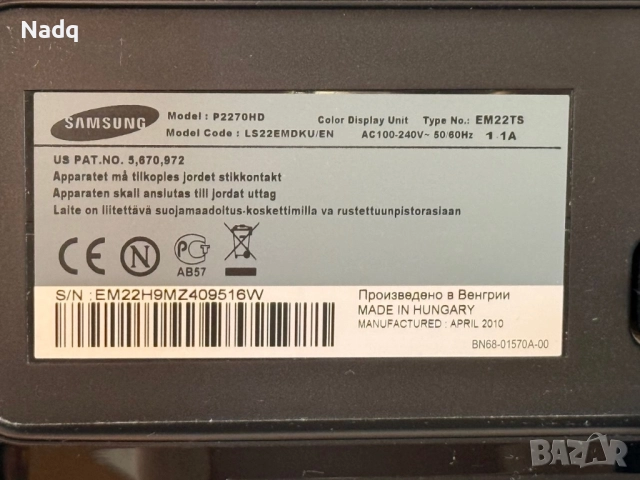 Nadq
SAMSUNG
Model : P2270HD
Color Display Unit Type No.: EM22TS
Model Code : LS22EMDKU/EN
AC100-240V~ 50/60Hz 1.1A
US PAT.NO. 5,670,972
Apparatet må tilkoples jordet stikkontakt
Apparaten skall anslutas till jordat uttag
Laite on liitettävä suojamaadoitus-koskettimilla va rustettuunpistorasiaan
CE N PCT
AB57
S/N : EM22H9MZ409516W
Произведено в Венгрии
MADE IN HUNGARY
MANUFACTURED : APRIL 2010
BN68-01570A-00
BAZAR